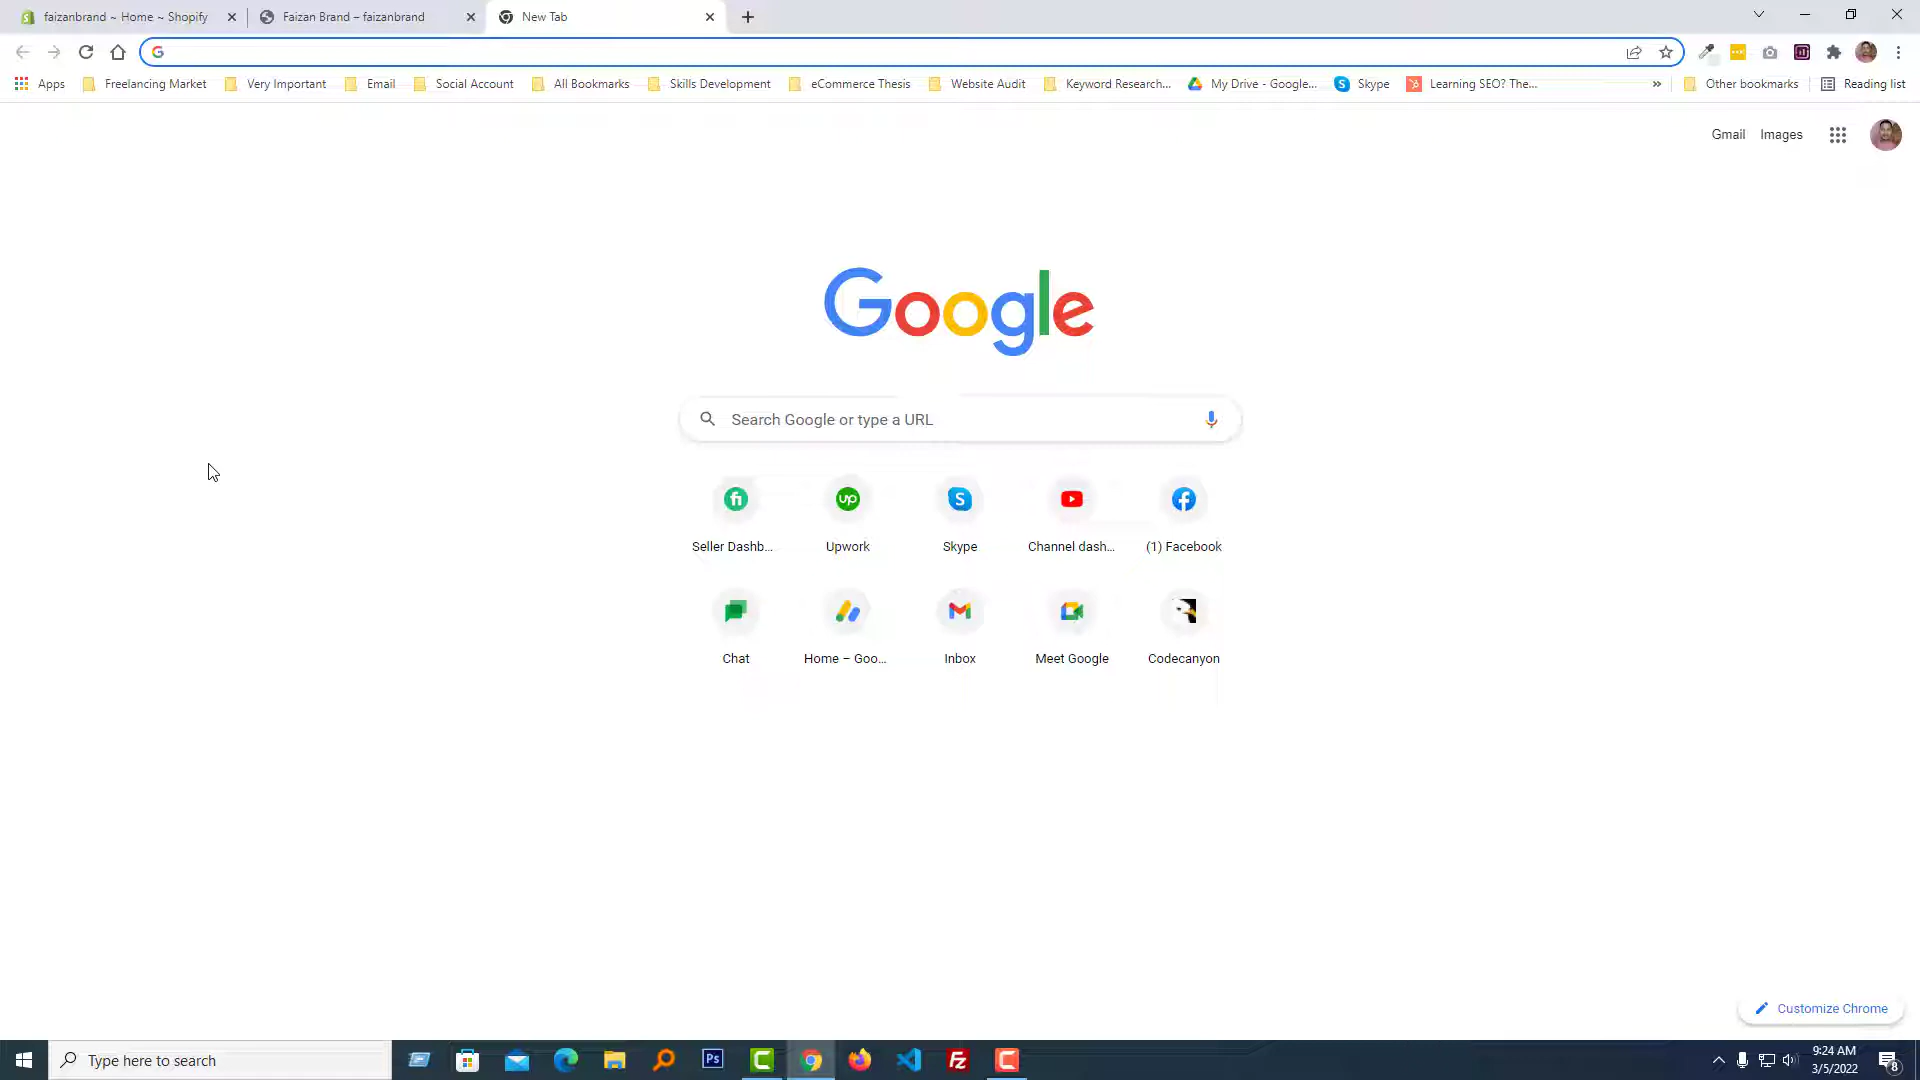 faizanbrand ~ Home ~ Shopify
Faizan Brand – faizanbrand
New Tab
Apps
Freelancing Market
Very Important
Email
Social Account
All Bookmarks
Skills Development
eCommerce Thesis
Website Audit
Keyword Research...
My Drive - Google...
Skype
Learning SEO? The...
»
Other bookmarks
Reading list
Gmail
Images
Google
Search Google or type a URL
Seller Dashb...
Upwork
Skype
Channel dash...
(1) Facebook
Chat
Home – Goo...
Inbox
Meet Google
Codecanyon
Customize Chrome
Type here to search
Ps
9:24 AM
3/5/2022
8